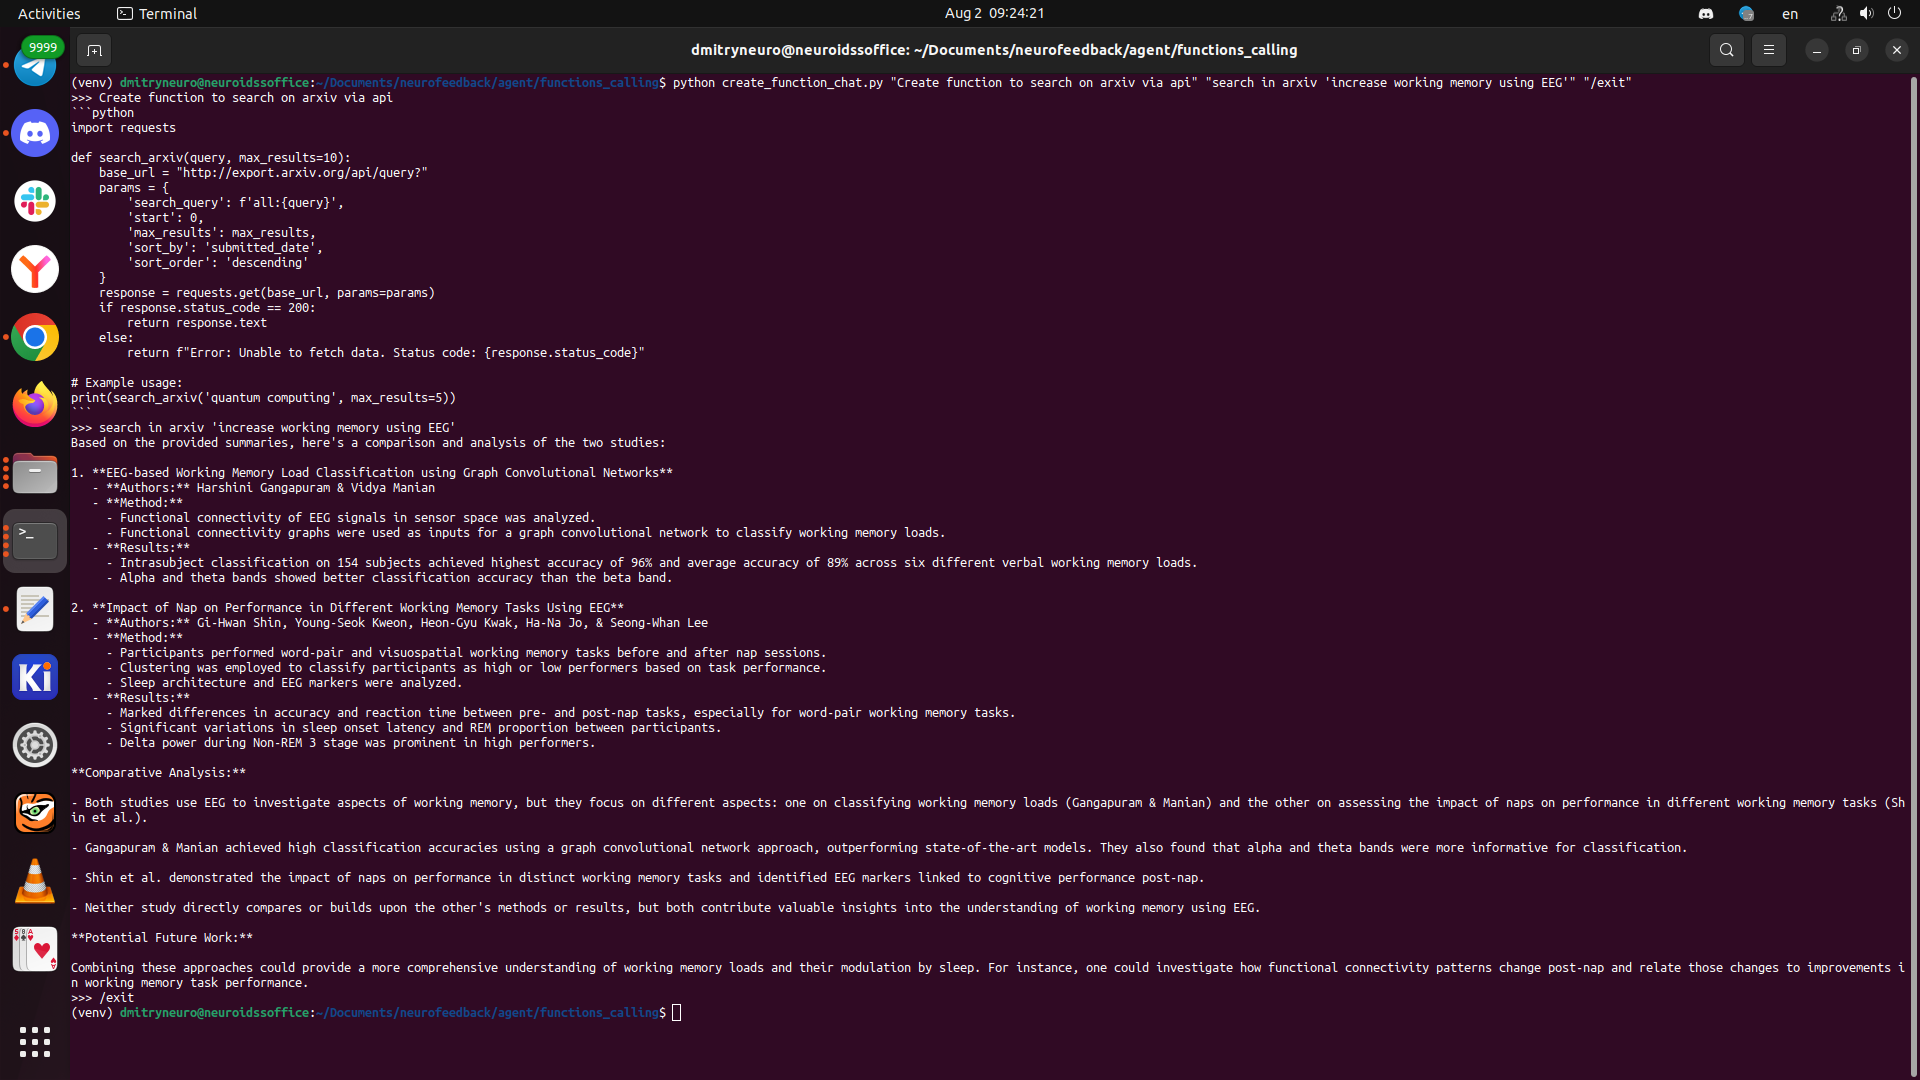 Activities
Terminal
Aug 2 09:24:21
en
9999
dmitryneuro@neuroidssoffice: ~/Documents/neurofeedback/agent/functions_calling
(venv) dmitryneuro@neuroidssoffice:~/Documents/neurofeedback/agent/functions_calling$ python create_function_chat.py "Create function to search on arxiv via api" "search in arxiv 'increase working memory using EEG'" "/exit"
>>> Create function to search on arxiv via api
```python
import requests

def search_arxiv(query, max_results=10):
    base_url = "http://export.arxiv.org/api/query?"
    params = {
        'search_query': f'all:{query}',
        'start': 0,
        'max_results': max_results,
        'sort_by': 'submitted_date',
        'sort_order': 'descending'
    }
    response = requests.get(base_url, params=params)
    if response.status_code == 200:
        return response.text
    else:
        return f"Error: Unable to fetch data. Status code: {response.status_code}"

# Example usage:
print(search_arxiv('quantum computing', max_results=5))
```
>>> search in arxiv 'increase working memory using EEG'
Based on the provided summaries, here's a comparison and analysis of the two studies:

1. **EEG-based Working Memory Load Classification using Graph Convolutional Networks**
   - **Authors:** Harshini Gangapuram & Vidya Manian
   - **Method:**
     - Functional connectivity of EEG signals in sensor space was analyzed.
     - Functional connectivity graphs were used as inputs for a graph convolutional network to classify working memory loads.
   - **Results:**
     - Intrasubject classification on 154 subjects achieved highest accuracy of 96% and average accuracy of 89% across six different verbal working memory loads.
     - Alpha and theta bands showed better classification accuracy than the beta band.

2. **Impact of Nap on Performance in Different Working Memory Tasks Using EEG**
   - **Authors:** Gi-Hwan Shin, Young-Seok Kweon, Heon-Gyu Kwak, Ha-Na Jo, & Seong-Whan Lee
   - **Method:**
     - Participants performed word-pair and visuospatial working memory tasks before and after nap sessions.
     - Clustering was employed to classify participants as high or low performers based on task performance.
     - Sleep architecture and EEG markers were analyzed.
   - **Results:**
     - Marked differences in accuracy and reaction time between pre- and post-nap tasks, especially for word-pair working memory tasks.
     - Significant variations in sleep onset latency and REM proportion between participants.
     - Delta power during Non-REM 3 stage was prominent in high performers.

**Comparative Analysis:**

- Both studies use EEG to investigate aspects of working memory, but they focus on different aspects: one on classifying working memory loads (Gangapuram & Manian) and the other on assessing the impact of naps on performance in different working memory tasks (Sh
in et al.).

- Gangapuram & Manian achieved high classification accuracies using a graph convolutional network approach, outperforming state-of-the-art models. They also found that alpha and theta bands were more informative for classification.

- Shin et al. demonstrated the impact of naps on performance in distinct working memory tasks and identified EEG markers linked to cognitive performance post-nap.

- Neither study directly compares or builds upon the other's methods or results, but both contribute valuable insights into the understanding of working memory using EEG.

**Potential Future Work:**

Combining these approaches could provide a more comprehensive understanding of working memory loads and their modulation by sleep. For instance, one could investigate how functional connectivity patterns change post-nap and relate those changes to improvements i
n working memory task performance.
>>> /exit
(venv) dmitryneuro@neuroidssoffice:~/Documents/neurofeedback/agent/functions_calling$
Ki